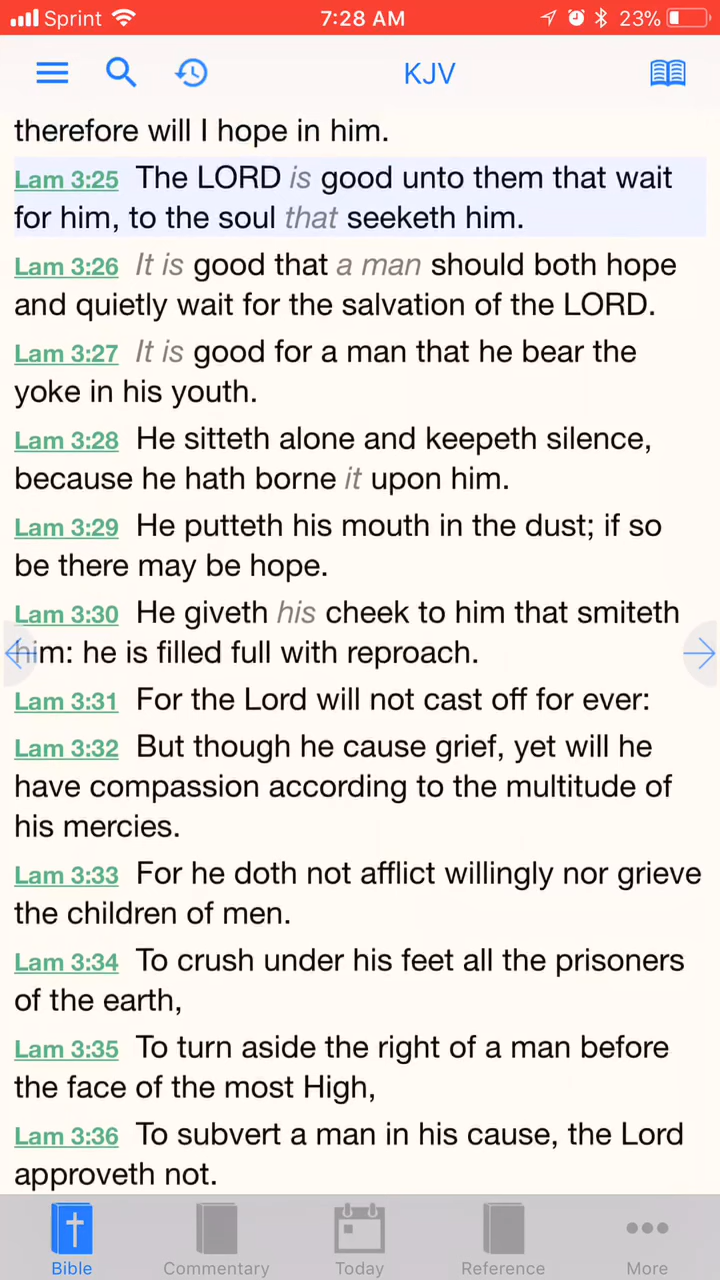 Sprint 7:28 AM 23%
KJV
therefore will I hope in him.
Lam 3:25 The LORD is good unto them that wait
for him, to the soul that seeketh him.
Lam 3:26 It is good that a man should both hope
and quietly wait for the salvation of the LORD.
Lam 3:27 It is good for a man that he bear the
yoke in his youth.
Lam 3:28 He sitteth alone and keepeth silence,
because he hath borne it upon him.
Lam 3:29 He putteth his mouth in the dust; if so
be there may be hope.
Lam 3:30 He giveth his cheek to him that smiteth
him: he is filled full with reproach.
Lam 3:31 For the Lord will not cast off for ever:
Lam 3:32 But though he cause grief, yet will he
have compassion according to the multitude of
his mercies.
Lam 3:33 For he doth not afflict willingly nor grieve
the children of men.
Lam 3:34 To crush under his feet all the prisoners
of the earth,
Lam 3:35 To turn aside the right of a man before
the face of the most High,
Lam 3:36 To subvert a man in his cause, the Lord
approveth not.
Bible Commentary Today Reference More